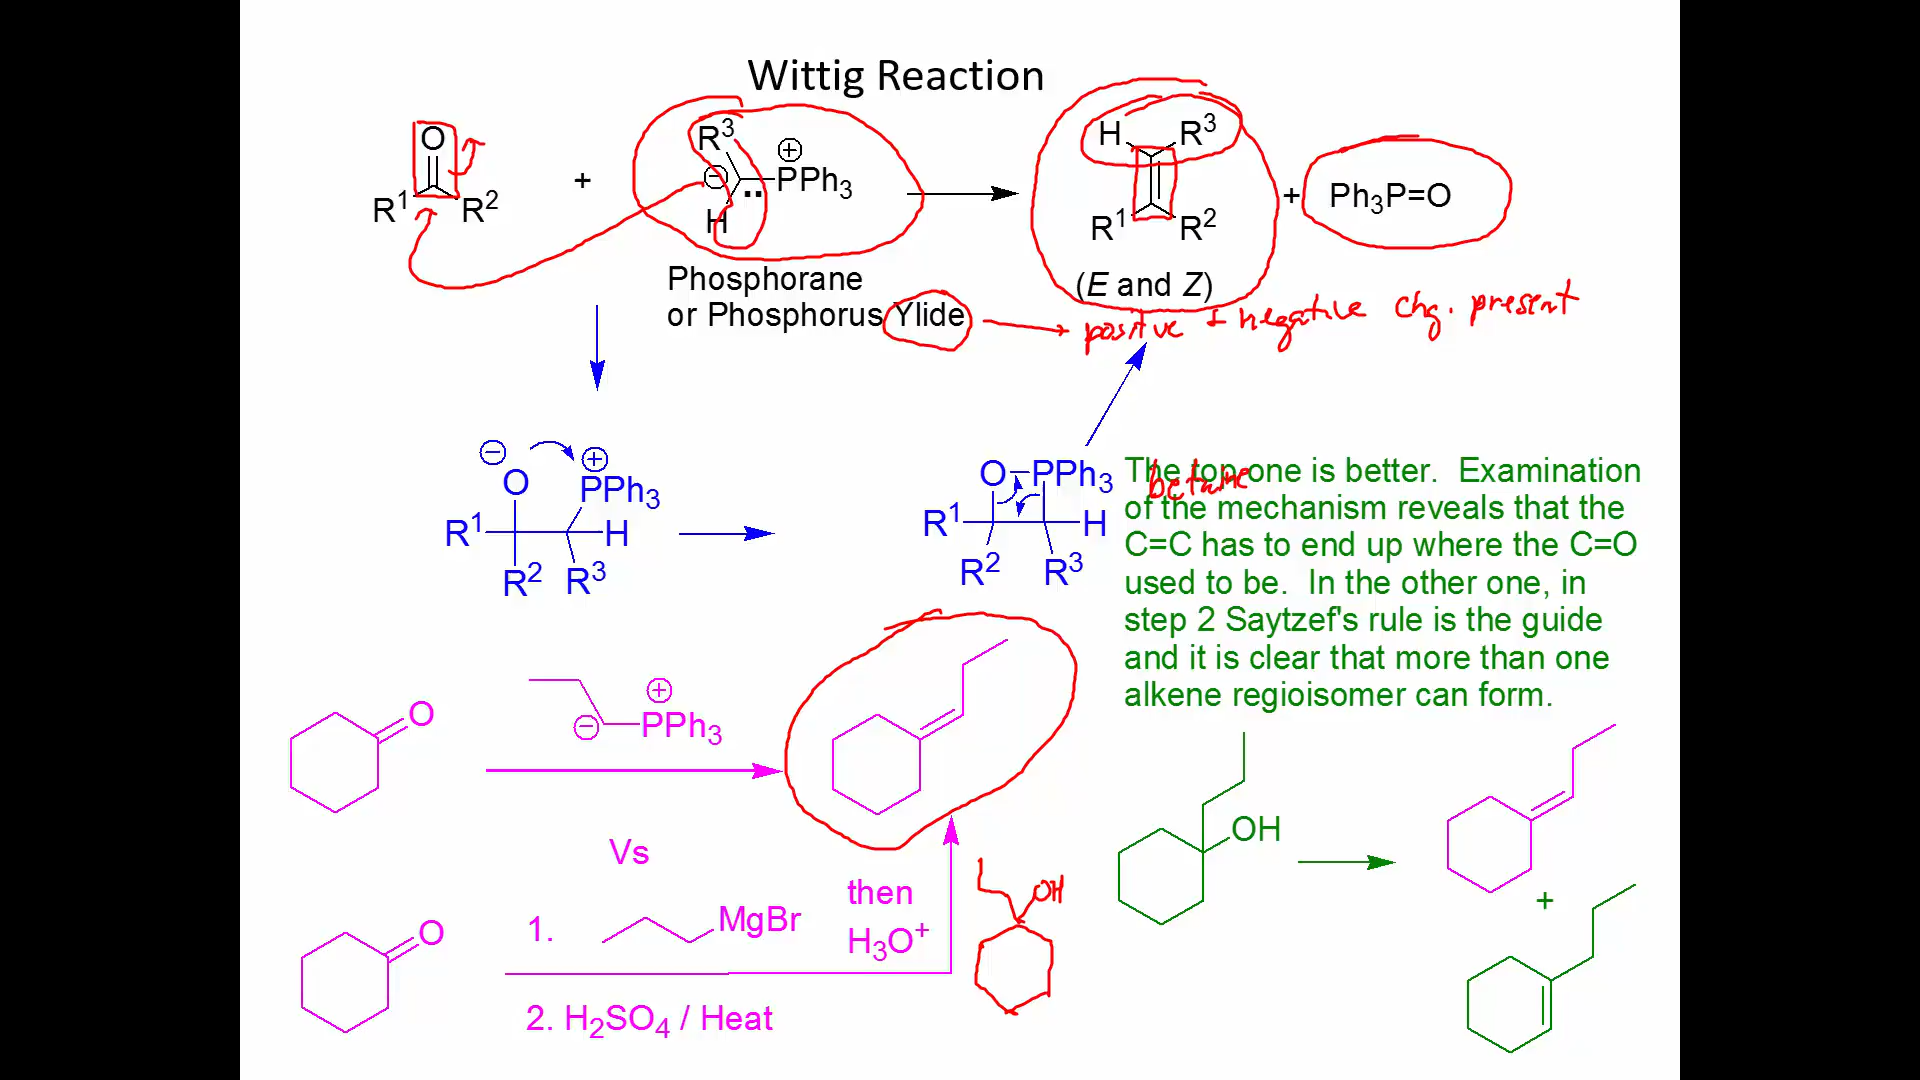 Wittig Reaction
O
R1 R2
+
R3
⊖
H
⊕
PPh3
H R3
R1 R2
+
Ph3P=O
Phosphorane
or Phosphorus Ylide
(E and Z)
positive + negative chg. present
⊖
O
⊕
PPh3
R1 H
R2 R3
O-PPh3
R1 H
R2 R3
betaine
The top one is better. Examination
of the mechanism reveals that the
C=C has to end up where the C=O
used to be. In the other one, in
step 2 Saytzef's rule is the guide
and it is clear that more than one
alkene regioisomer can form.
O
⊖
⊕
PPh3
Vs
O
1. MgBr
then
H3O+
2. H2SO4 / Heat
OH
OH
+